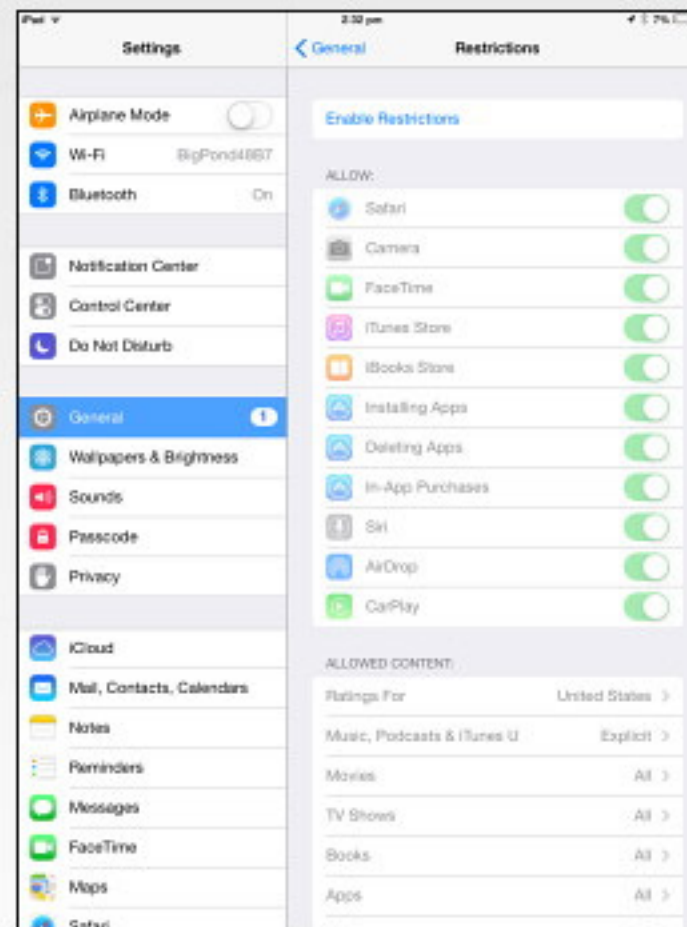 iPad
2:32 pm
7%
Settings
General
Restrictions
Airplane Mode
Wi-Fi
BigPond48B7
Bluetooth
On
Notification Center
Control Center
Do Not Disturb
General
1
Wallpapers & Brightness
Sounds
Passcode
Privacy
iCloud
Mail, Contacts, Calendars
Notes
Reminders
Messages
FaceTime
Maps
Safari
Enable Restrictions
ALLOW:
Safari
Camera
FaceTime
iTunes Store
iBooks Store
Installing Apps
Deleting Apps
In-App Purchases
Siri
AirDrop
CarPlay
ALLOWED CONTENT:
Ratings For
United States
Music, Podcasts & iTunes U
Explicit
Movies
All
TV Shows
All
Books
All
Apps
All